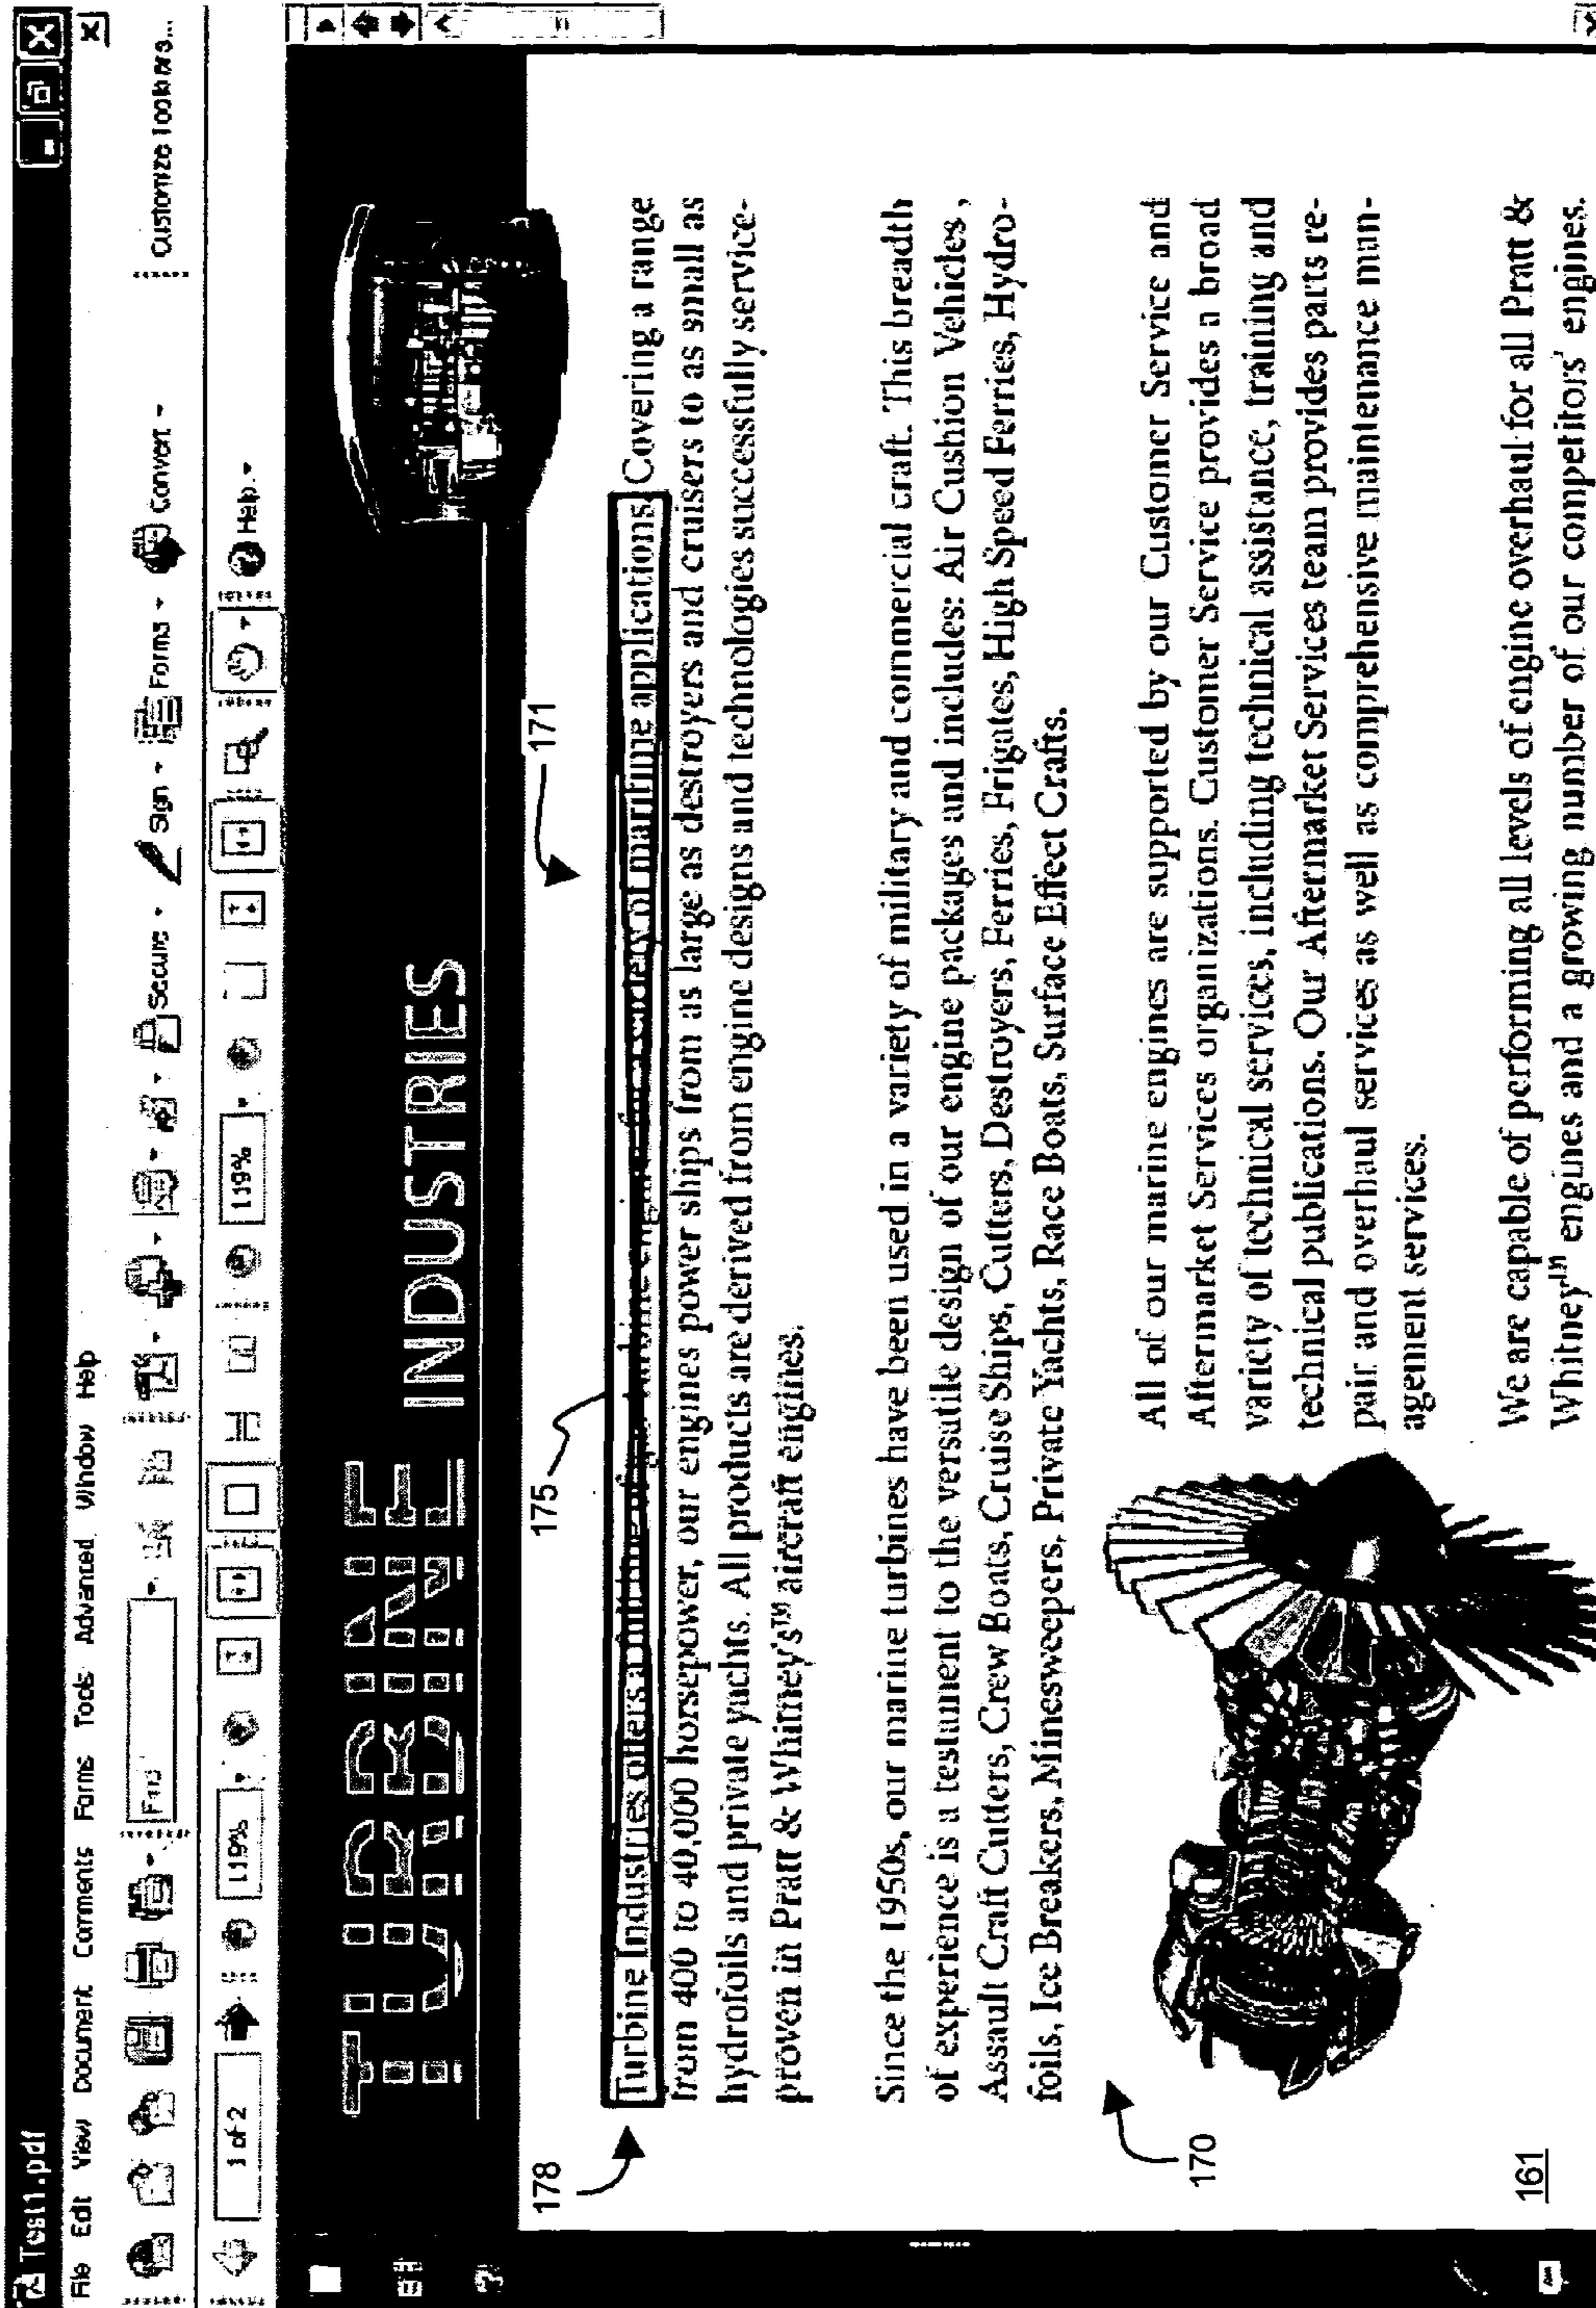 Test1.pdf
File Edit View Document Comments Forms Tools Advanced Window Help
Find
Secure Sign Forms Convert Customize Toolbars...
1 of 2 119% 119% Help
TURBINE INDUSTRIES
175
171
178
Turbine Industries offers a full line of maritime applications. Covering a range
from 400 to 40,000 horsepower, our engines power ships from as large as destroyers and cruisers to as small as
hydrofoils and private yachts. All products are derived from engine designs and technologies successfully service-
proven in Pratt & Whitney's™ aircraft engines.
Since the 1950s, our marine turbines have been used in a variety of military and commercial craft. This breadth
of experience is a testament to the versatile design of our engine packages and includes: Air Cushion Vehicles,
Assault Craft Cutters, Crew Boats, Cruise Ships, Cutters, Destroyers, Ferries, Frigates, High Speed Ferries, Hydro-
foils, Ice Breakers, Minesweepers, Private Yachts, Race Boats, Surface Effect Crafts.
170
All of our marine engines are supported by our Customer Service and
Aftermarket Services organizations. Customer Service provides a broad
variety of technical services, including technical assistance, training and
technical publications. Our Aftermarket Services team provides parts re-
pair and overhaul services as well as comprehensive maintenance man-
agement services.
We are capable of performing all levels of engine overhaul for all Pratt &
Whitney™ engines and a growing number of our competitors' engines.
161